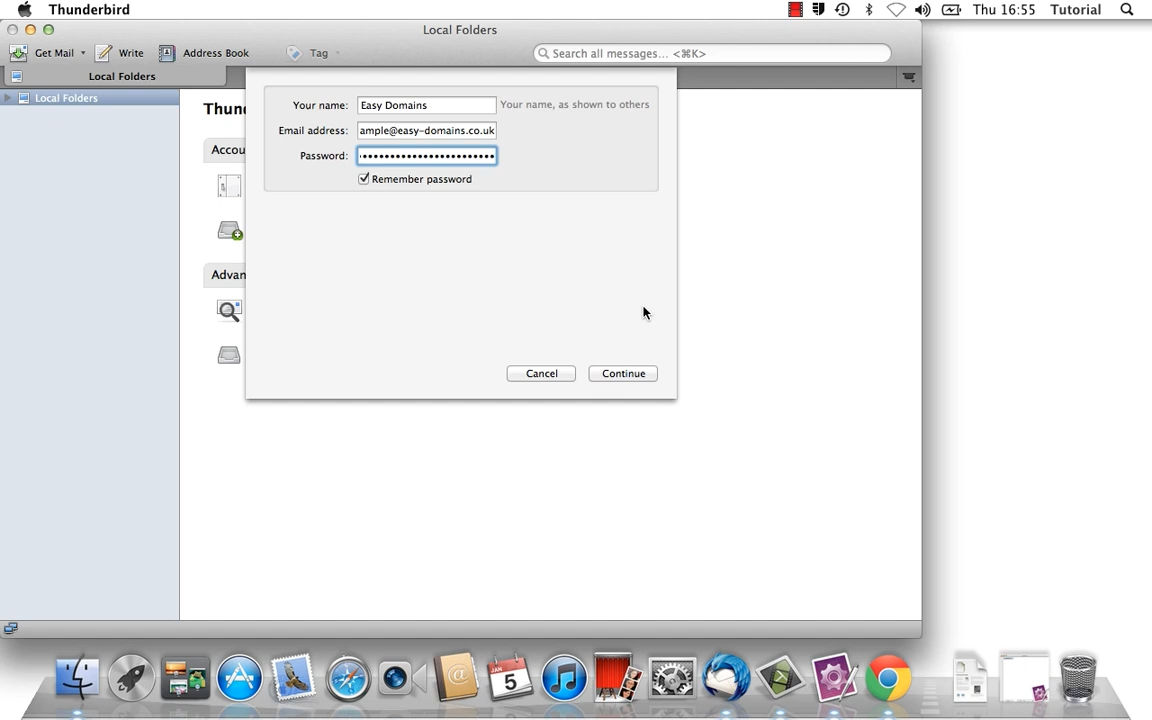 Thunderbird
Thu 16:55 Tutorial
Local Folders
Get Mail Write Address Book Tag Search all messages... <⌘K>
Local Folders
Local Folders
Thun
Your name: Easy Domains Your name, as shown to others
Email address: ample@easy-domains.co.uk
Accou
Password:
Remember password
Advan
Cancel Continue
JAN
5